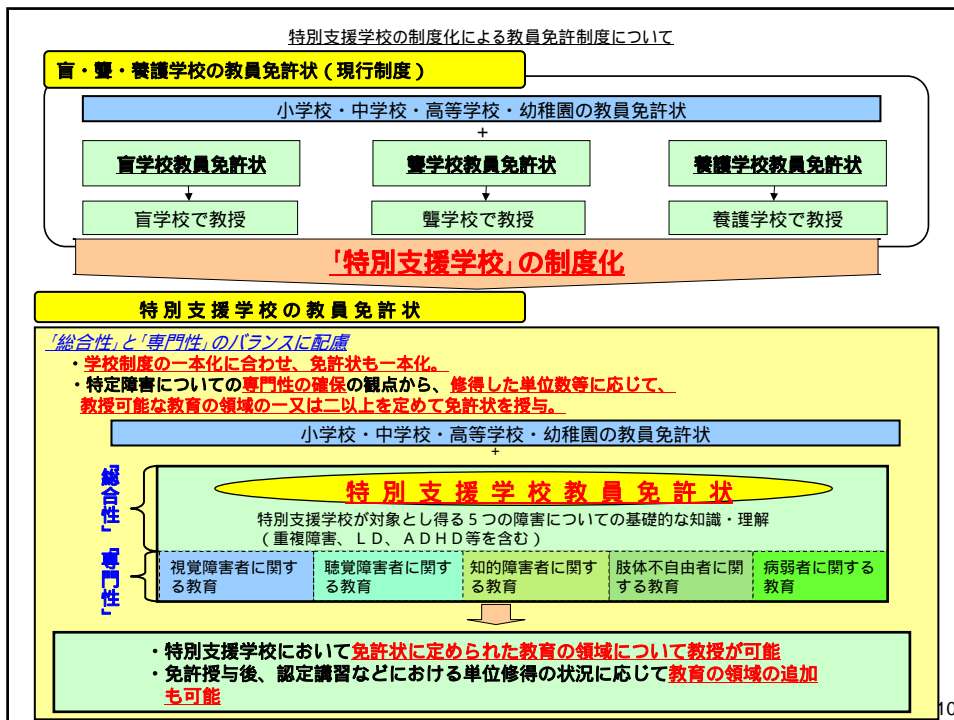 特別支援学校の制度化による教員免許制度について
盲・聾・養護学校の教員免許状（現行制度）
小学校・中学校・高等学校・幼稚園の教員免許状
+
盲学校教員免許状
聾学校教員免許状
養護学校教員免許状
盲学校で教授
聾学校で教授
養護学校で教授
「特別支援学校」の制度化
特別支援学校の教員免許状
「総合性」と「専門性」のバランスに配慮
・学校制度の一本化に合わせ、免許状も一本化。
・特定障害についての専門性の確保の観点から、修得した単位数等に応じて、
教授可能な教育の領域の一又は二以上を定めて免許状を授与。
小学校・中学校・高等学校・幼稚園の教員免許状
+
「総合性」
特別支援学校教員免許状
特別支援学校が対象とし得る５つの障害についての基礎的な知識・理解
（重複障害、ＬＤ、ＡＤＨＤ等を含む）
「専門性」
視覚障害者に関す
る教育
聴覚障害者に関す
る教育
知的障害者に関す
る教育
肢体不自由者に関
する教育
病弱者に関する
教育
・特別支援学校において免許状に定められた教育の領域について教授が可能
・免許授与後、認定講習などにおける単位修得の状況に応じて教育の領域の追加
も可能
10